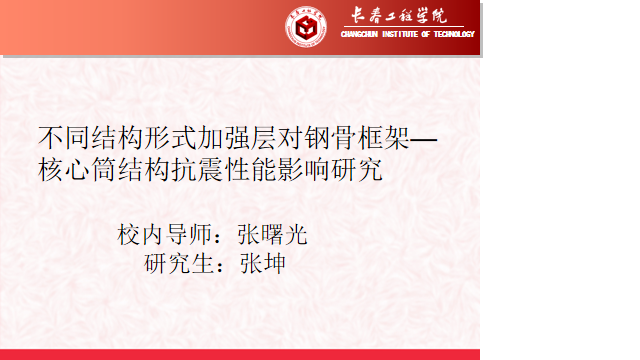 长春工程学院
CHANGCHUN INSTITUTE OF TECHNOLOGY
不同结构形式加强层对钢骨框架—
核心筒结构抗震性能影响研究
校内导师：张曙光
研究生：张坤